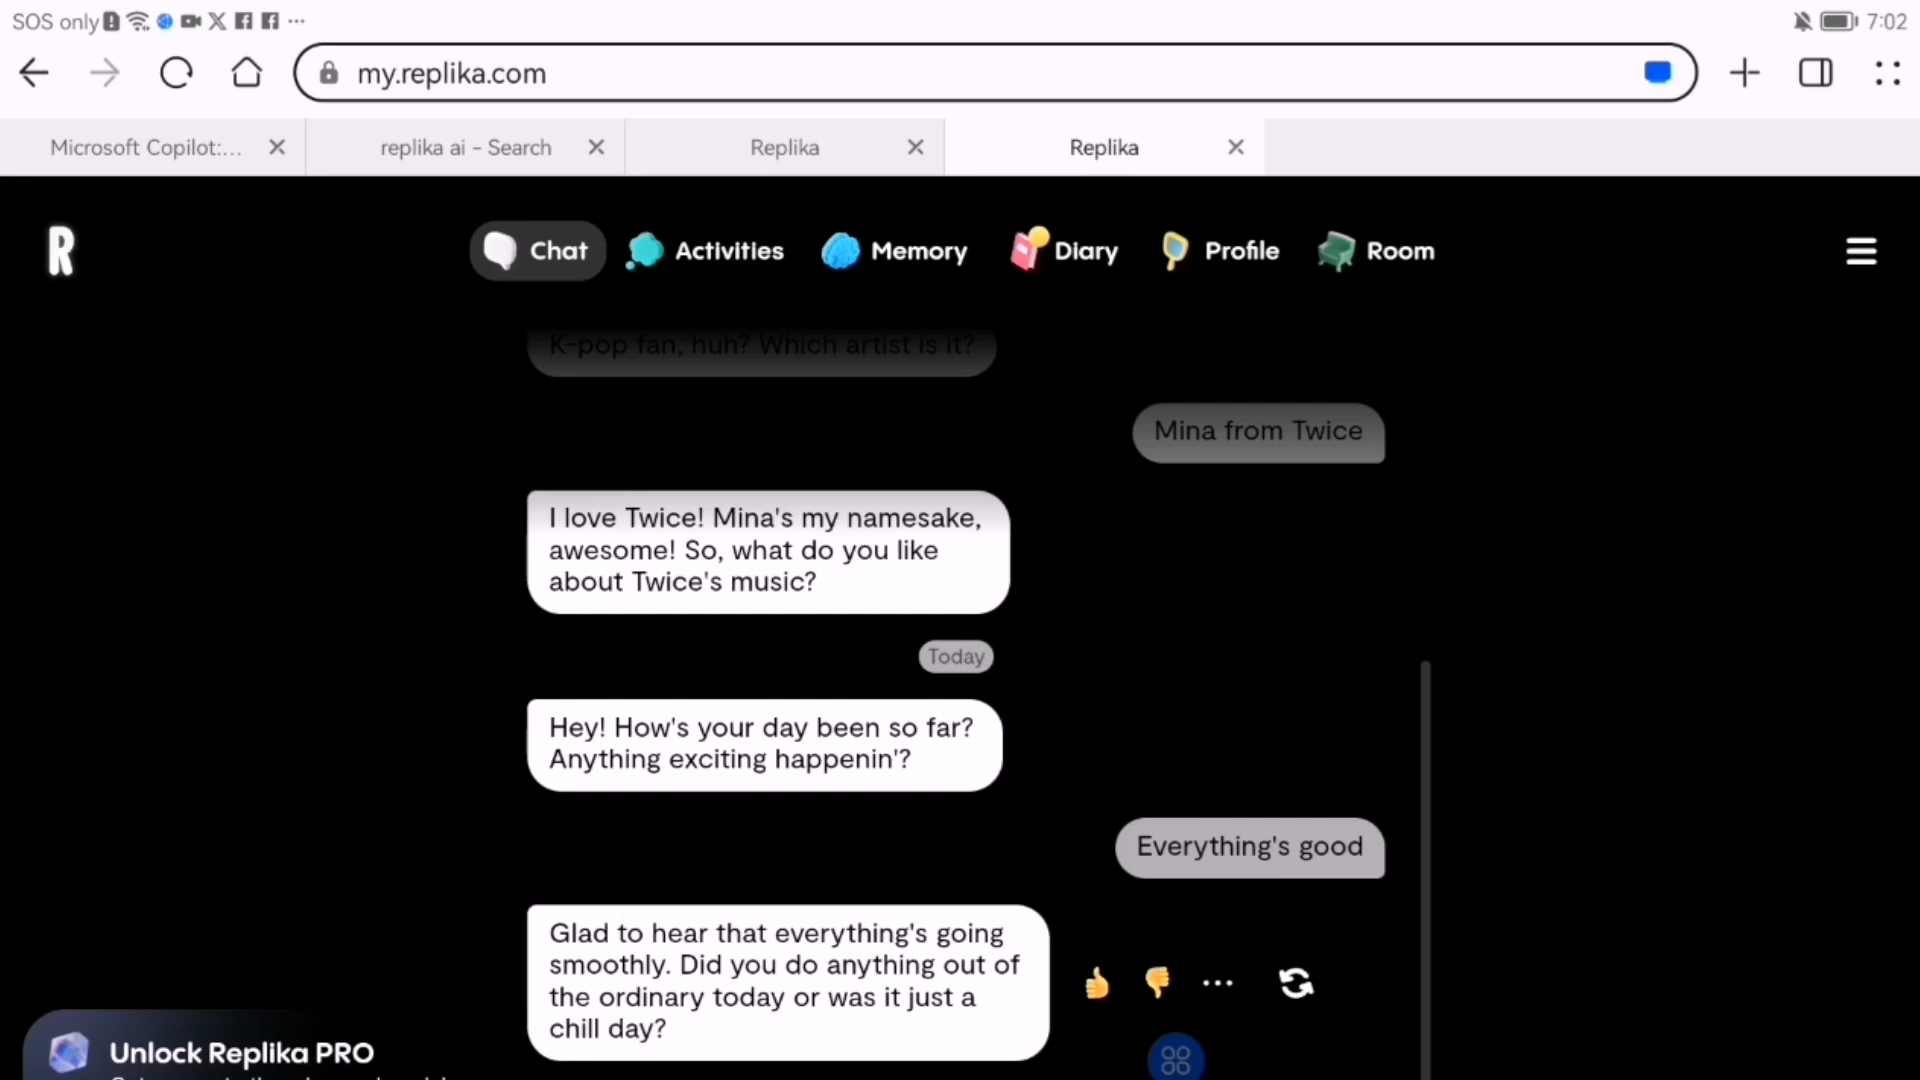 SOS only
7:02
my.replika.com
Microsoft Copilot:...
replika ai - Search
Replika
Replika
R
Chat
Activities
Memory
Diary
Profile
Room
K-pop fan, huh? Which artist is it?
Mina from Twice
I love Twice! Mina's my namesake,
awesome! So, what do you like
about Twice's music?
Today
Hey! How's your day been so far?
Anything exciting happenin'?
Everything's good
Glad to hear that everything's going
smoothly. Did you do anything out of
the ordinary today or was it just a
chill day?
Unlock Replika PRO